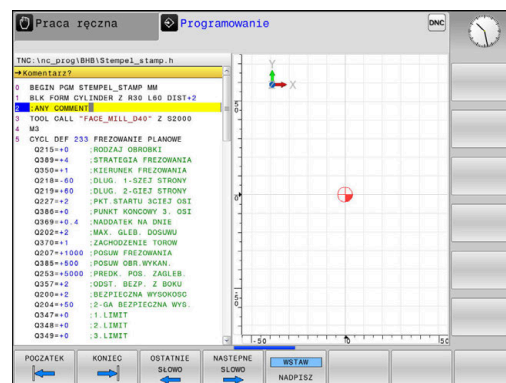 Praca ręczna
Programowanie
DNC
TNC:\nc_prog\BHB\Stempel_stamp.h
→Komentarz?
0 BEGIN PGM STEMPEL_STAMP MM
1 BLK FORM CYLINDER Z R30 L60 DIST+2
2 ;ANY COMMENT
3 TOOL CALL "FACE_MILL_D40" Z S2000
4 M3
5 CYCL DEF 233 FREZOWANIE PLANOWE
Q215=+0 ;RODZAJ OBROBKI
Q389=+4 ;STRATEGIA FREZOWANIA
Q350=+1 ;KIERUNEK FREZOWANIA
Q218=-60 ;DLUG. 1-SZEJ STRONY
Q219=+60 ;DLUG. 2-GIEJ STRONY
Q227=+2 ;PKT.STARTU 3CIEJ OSI
Q386=+0 ;PUNKT KONCOWY 3. OSI
Q369=+0.4 ;NADDATEK NA DNIE
Q202=+2 ;MAX. GLEB. DOSUWU
Q370=+1 ;ZACHODZENIE TOROW
Q207=+1000 ;POSUW FREZOWANIA
Q385=+500 ;POSUW OBR.WYKAN.
Q253=+5000 ;PREDK. POS. ZAGLEB.
Q357=+2 ;ODST. BEZP. Z BOKU
Q200=+2 ;BEZPIECZNA WYSOKOSC
Q204=+50 ;2-GA BEZPIECZNA WYS.
Q347=+0 ;1.LIMIT
Q348=+0 ;2.LIMIT
Q349=+0 ;3.LIMIT
Y
X
50
0
-50
-50
0
50
POCZATEK
KONIEC
OSTATNIE
SŁOWO
NASTEPNE
SŁOWO
WSTAW
NADPISZ